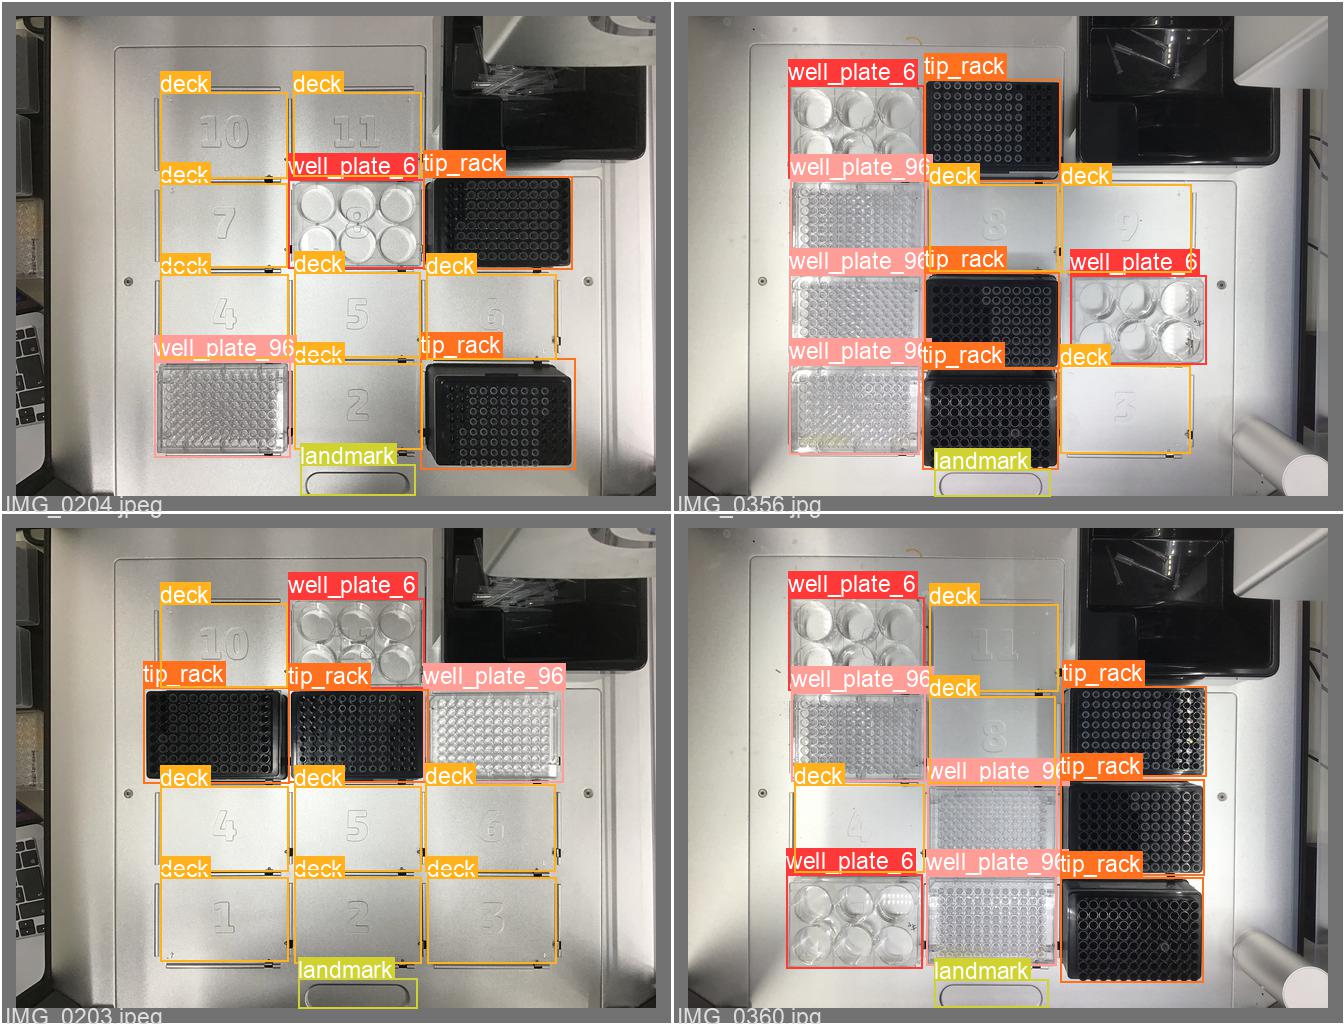 deck deck
10 11
deck well_plate_6 tip_rack
7 8
deck deck deck
4 5 6
well_plate_96 deck tip_rack
2
landmark
IMG_0204.jpeg
well_plate_6 tip_rack
well_plate_96 deck deck
8 9
well_plate_96 tip_rack well_plate_6
well_plate_96 tip_rack deck
3
landmark
IMG_0356.jpg
deck well_plate_6
10
tip_rack tip_rack well_plate_96
deck deck deck
4 5 6
deck deck deck
1 2 3
landmark
IMG_0203.jpeg
well_plate_6 deck
11
well_plate_96 deck tip_rack
8
deck well_plate_96 tip_rack
4
well_plate_6 well_plate_96 tip_rack
landmark
IMG_0360.jpg